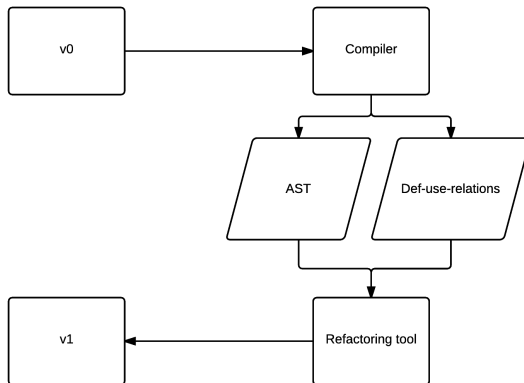 v0
Compiler
AST
Def-use-relations
v1
Refactoring tool